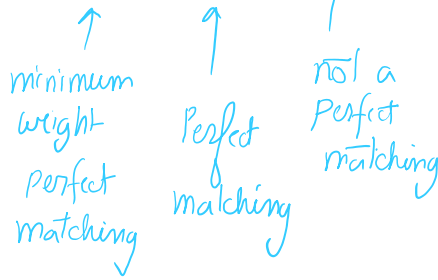 minimum
weight
perfect
matching
Perfect
matching
not a
Perfect
matching